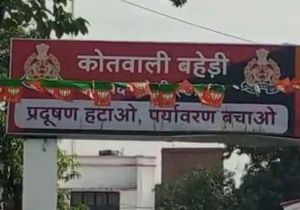 कोतवाली बहेड़ी
प्रदूषण हटाओ, पर्यावरण बचाओ